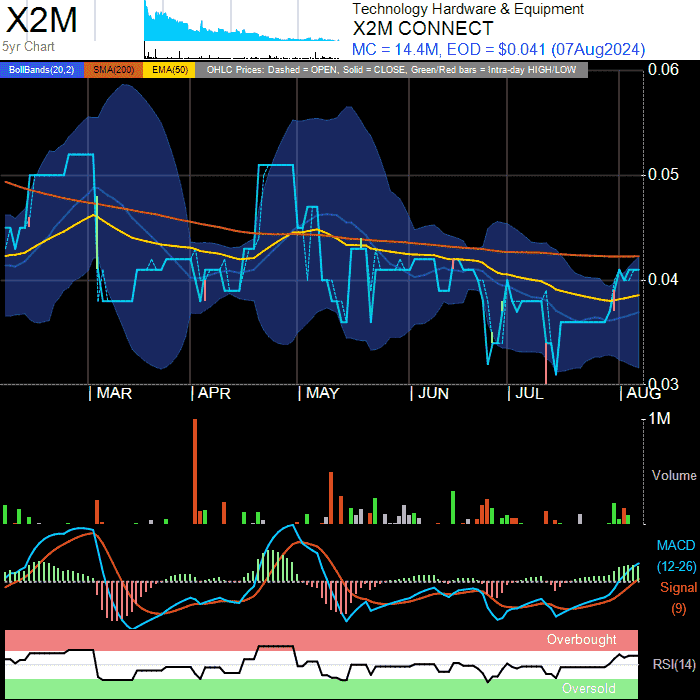 X2M
5yr Chart
Technology Hardware & Equipment
X2M CONNECT
MC = 14.4M, EOD = $0.041 (07Aug2024)
BollBands(20,2) SMA(200) EMA(50) OHLC Prices: Dashed = OPEN, Solid = CLOSE, Green/Red bars = Intra-day HIGH/LOW
0.06
0.05
0.04
0.03
MAR APR MAY JUN JUL AUG
1M
Volume
MACD
(12-26)
Signal
(9)
Overbought
RSI(14)
Oversold